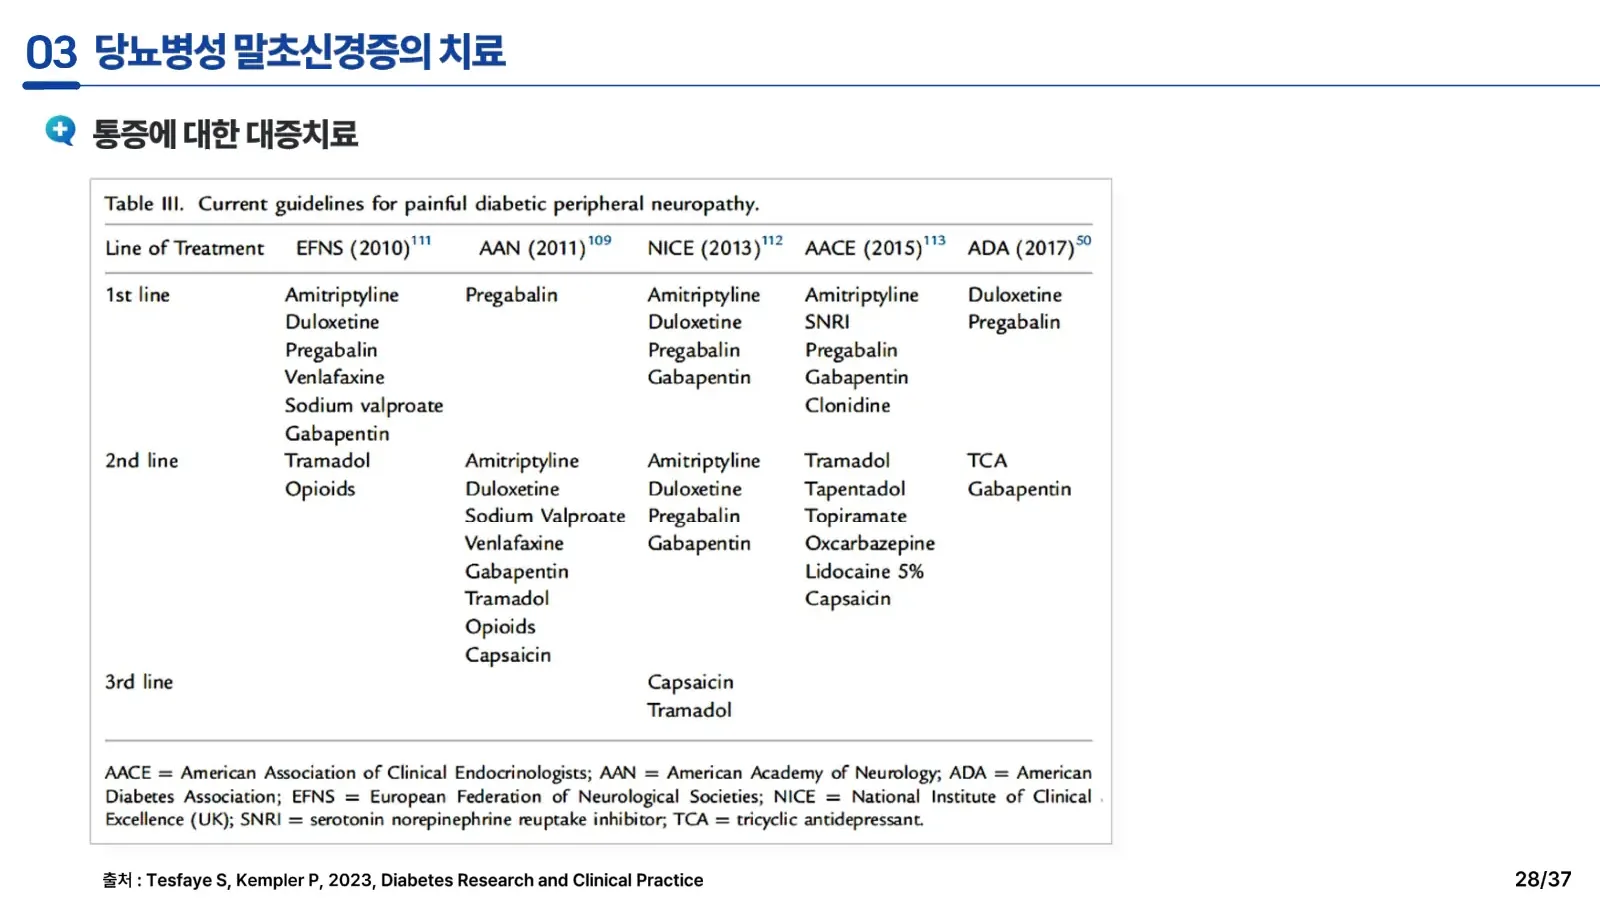 03 당뇨병성 말초신경증의 치료
통증에 대한 대증치료
Table III. Current guidelines for painful diabetic peripheral neuropathy.
Line of Treatment EFNS (2010)111 AAN (2011)109 NICE (2013)112 AACE (2015)113 ADA (2017)50
1st line Amitriptyline Pregabalin Amitriptyline Amitriptyline Duloxetine
Duloxetine Duloxetine SNRI Pregabalin
Pregabalin Pregabalin Pregabalin
Venlafaxine Gabapentin Gabapentin
Sodium valproate Clonidine
Gabapentin
2nd line Tramadol Amitriptyline Amitriptyline Tramadol TCA
Opioids Duloxetine Duloxetine Tapentadol Gabapentin
Sodium Valproate Pregabalin Topiramate
Venlafaxine Gabapentin Oxcarbazepine
Gabapentin Lidocaine 5%
Tramadol Capsaicin
Opioids
Capsaicin
3rd line Capsaicin
Tramadol
AACE = American Association of Clinical Endocrinologists; AAN = American Academy of Neurology; ADA = American
Diabetes Association; EFNS = European Federation of Neurological Societies; NICE = National Institute of Clinical
Excellence (UK); SNRI = serotonin norepinephrine reuptake inhibitor; TCA = tricyclic antidepressant.
출처 : Tesfaye S, Kempler P, 2023, Diabetes Research and Clinical Practice
28/37